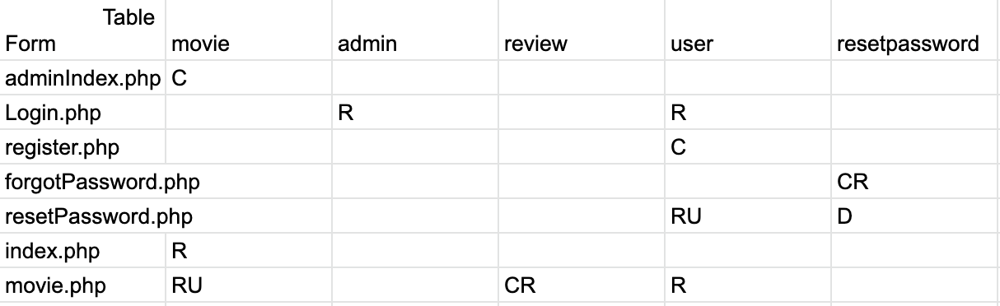 Table
Form movie admin review user resetpassword
adminIndex.php C
Login.php R R
register.php C
forgotPassword.php CR
resetPassword.php RU D
index.php R
movie.php RU CR R